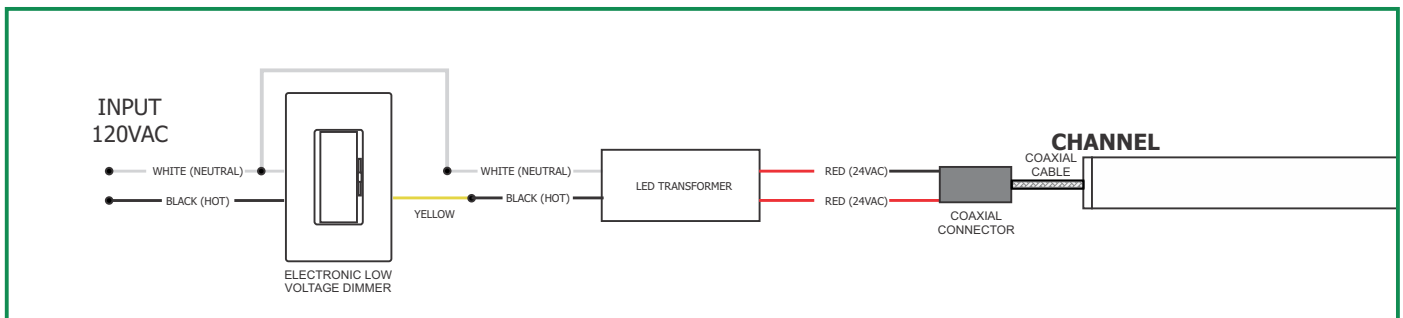 INPUT
120VAC
WHITE (NEUTRAL)
BLACK (HOT)
ELECTRONIC LOW
VOLTAGE DIMMER
YELLOW
WHITE (NEUTRAL)
BLACK (HOT)
LED TRANSFORMER
RED (24VAC)
RED (24VAC)
COAXIAL
CONNECTOR
CHANNEL
COAXIAL
CABLE